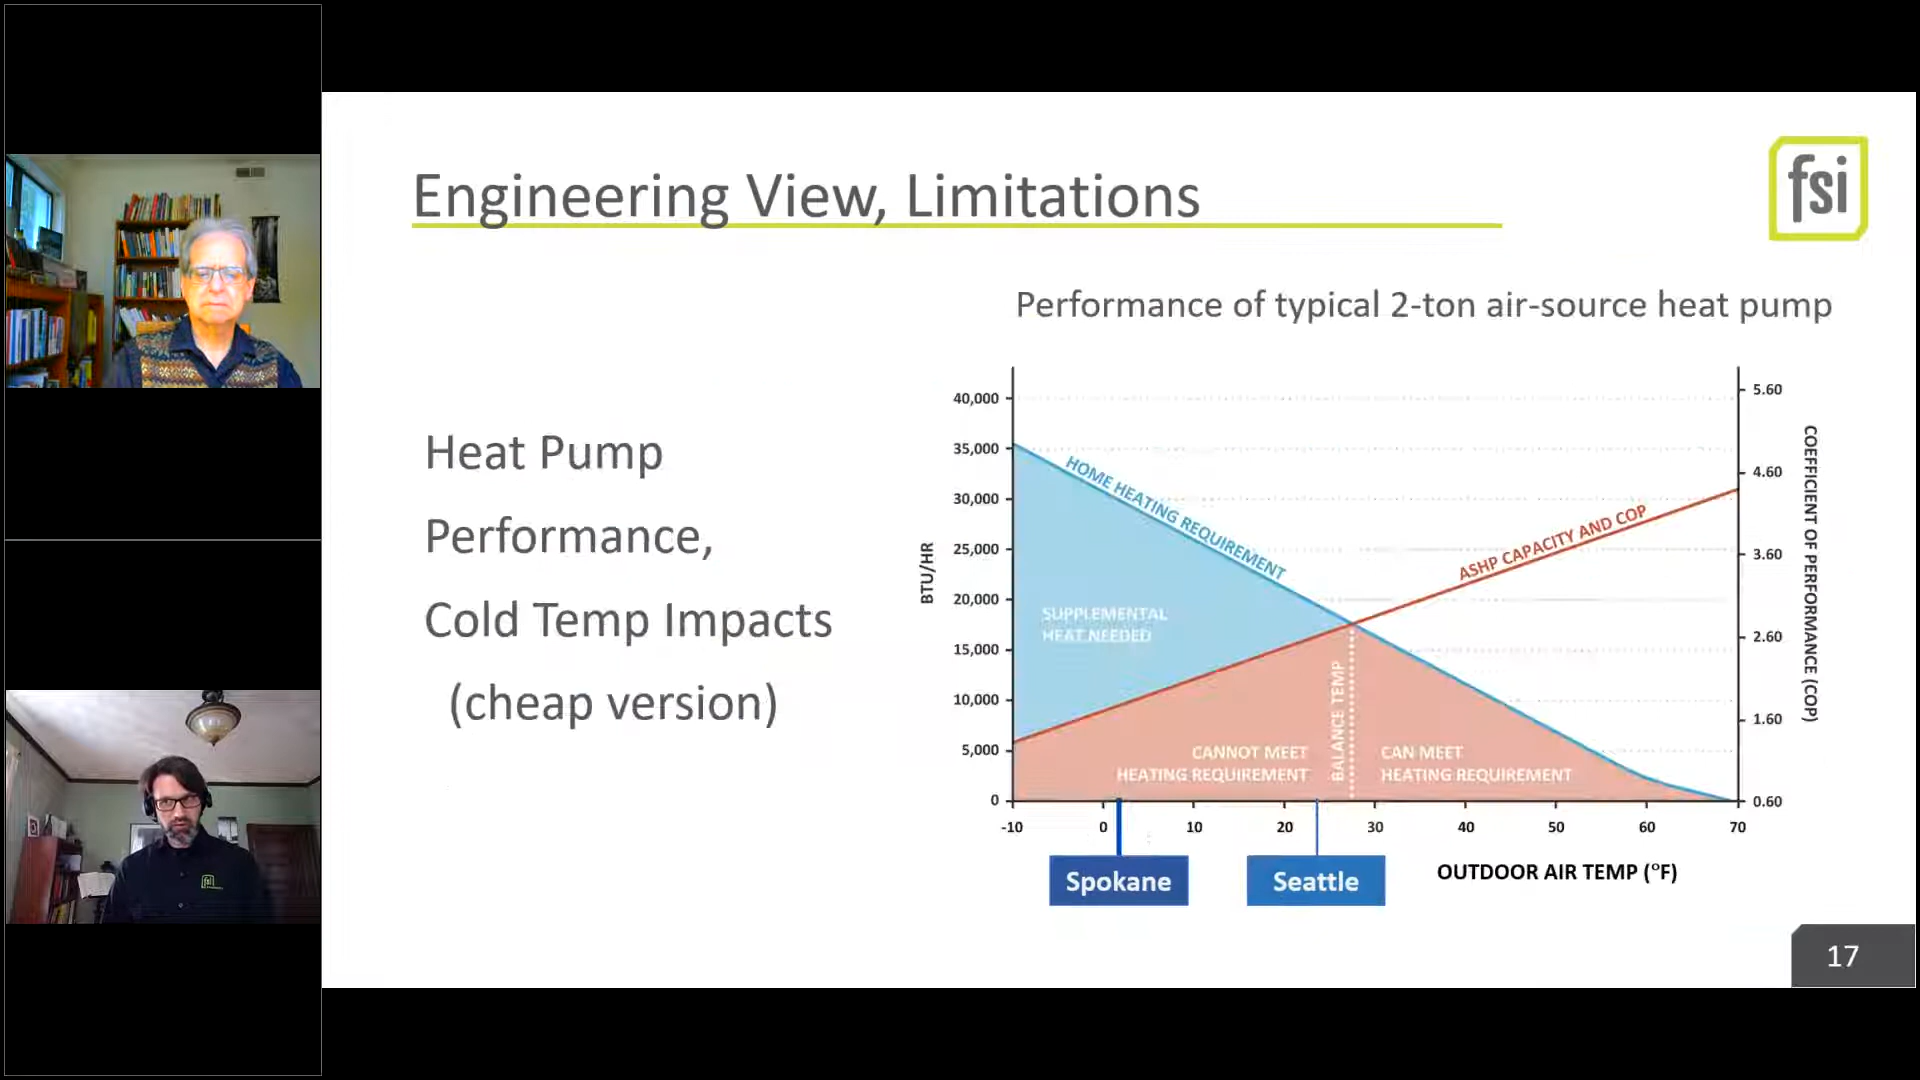 Engineering View, Limitations
fsi
Performance of typical 2-ton air-source heat pump
Heat Pump
Performance,
Cold Temp Impacts
(cheap version)
BTU/HR
40,000
35,000
30,000
25,000
20,000
15,000
10,000
5,000
0
HOME HEATING REQUIREMENT
ASHP CAPACITY AND COP
SUPPLEMENTAL
HEAT NEEDED
CANNOT MEET
HEATING REQUIREMENT
BALANCE TEMP
CAN MEET
HEATING REQUIREMENT
5.60
4.60
3.60
2.60
1.60
0.60
COEFFICIENT OF PERFORMANCE (COP)
-10 0 10 20 30 40 50 60 70
Spokane
Seattle
OUTDOOR AIR TEMP (°F)
17
fsi